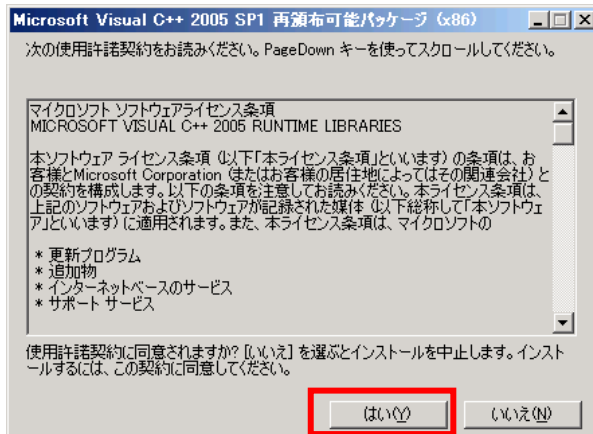 Microsoft Visual C++ 2005 SP1 再頒布可能パッケージ (x86)
次の使用許諾契約をお読みください。PageDown キーを使ってスクロールしてください。
マイクロソフト ソフトウェアライセンス条項
MICROSOFT VISUAL C++ 2005 RUNTIME LIBRARIES
本ソフトウェア ライセンス条項 (以下「本ライセンス条項」といいます) の条項は、お
客様とMicrosoft Corporation (またはお客様の居住地によってはその関連会社) と
の契約を構成します。以下の条項を注意してお読みください。本ライセンス条項は、
上記のソフトウェアおよびソフトウェアが記録された媒体 (以下総称して「本ソフトウェ
ア」といいます) に適用されます。また、本ライセンス条項は、マイクロソフトの
* 更新プログラム
* 追加物
* インターネットベースのサービス
* サポート サービス
使用許諾契約に同意されますか? [いいえ] を選ぶとインストールを中止します。インスト
ールするには、この契約に同意してください。
はい(Y)
いいえ(N)